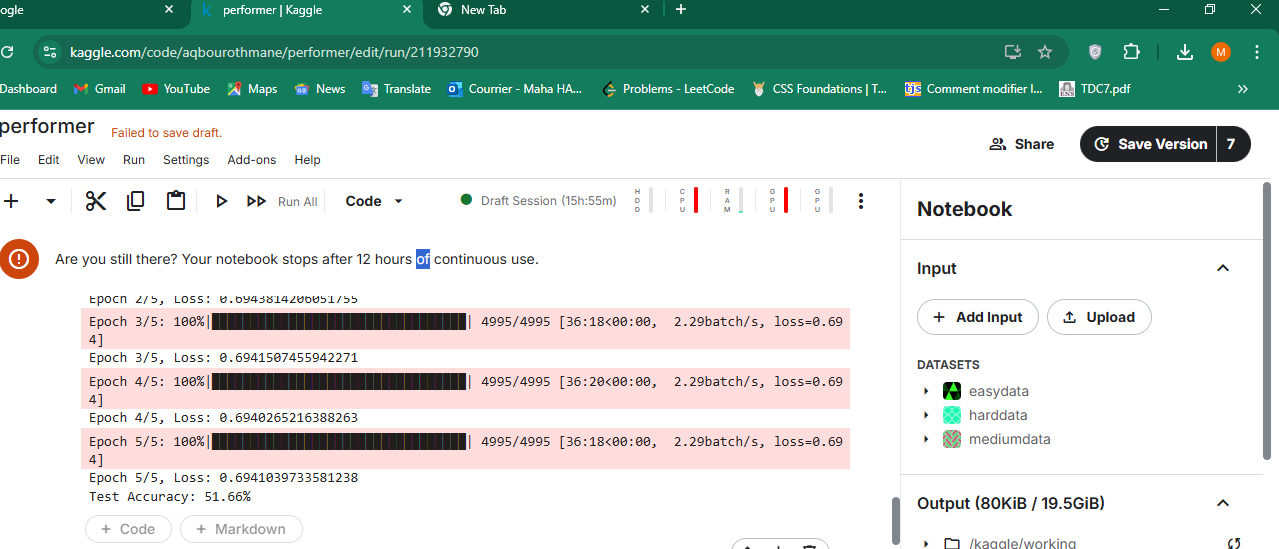 ogle
performer | Kaggle
New Tab
kaggle.com/code/aqbourothmane/performer/edit/run/211932790
M
Dashboard
Gmail
YouTube
Maps
News
Translate
Courrier - Maha HA...
Problems - LeetCode
CSS Foundations | T...
Comment modifier l...
TDC7.pdf
performer
Failed to save draft.
Share
Save Version
7
File
Edit
View
Run
Settings
Add-ons
Help
Run All
Code
Draft Session (15h:55m)
HDD
CPU
RAM
GPU
GPU
Notebook
Are you still there? Your notebook stops after 12 hours of continuous use.
Epoch 2/5, Loss: 0.6943814206051755
Epoch 3/5: 100%|██████████| 4995/4995 [36:18<00:00,  2.29batch/s, loss=0.69
4]
Epoch 3/5, Loss: 0.6941507455942271
Epoch 4/5: 100%|██████████| 4995/4995 [36:20<00:00,  2.29batch/s, loss=0.69
4]
Epoch 4/5, Loss: 0.6940265216388263
Epoch 5/5: 100%|██████████| 4995/4995 [36:18<00:00,  2.29batch/s, loss=0.69
4]
Epoch 5/5, Loss: 0.6941039733581238
Test Accuracy: 51.66%
+ Code
+ Markdown
Input
+ Add Input
Upload
DATASETS
easydata
harddata
mediumdata
Output (80KiB / 19.5GiB)
/kaggle/working